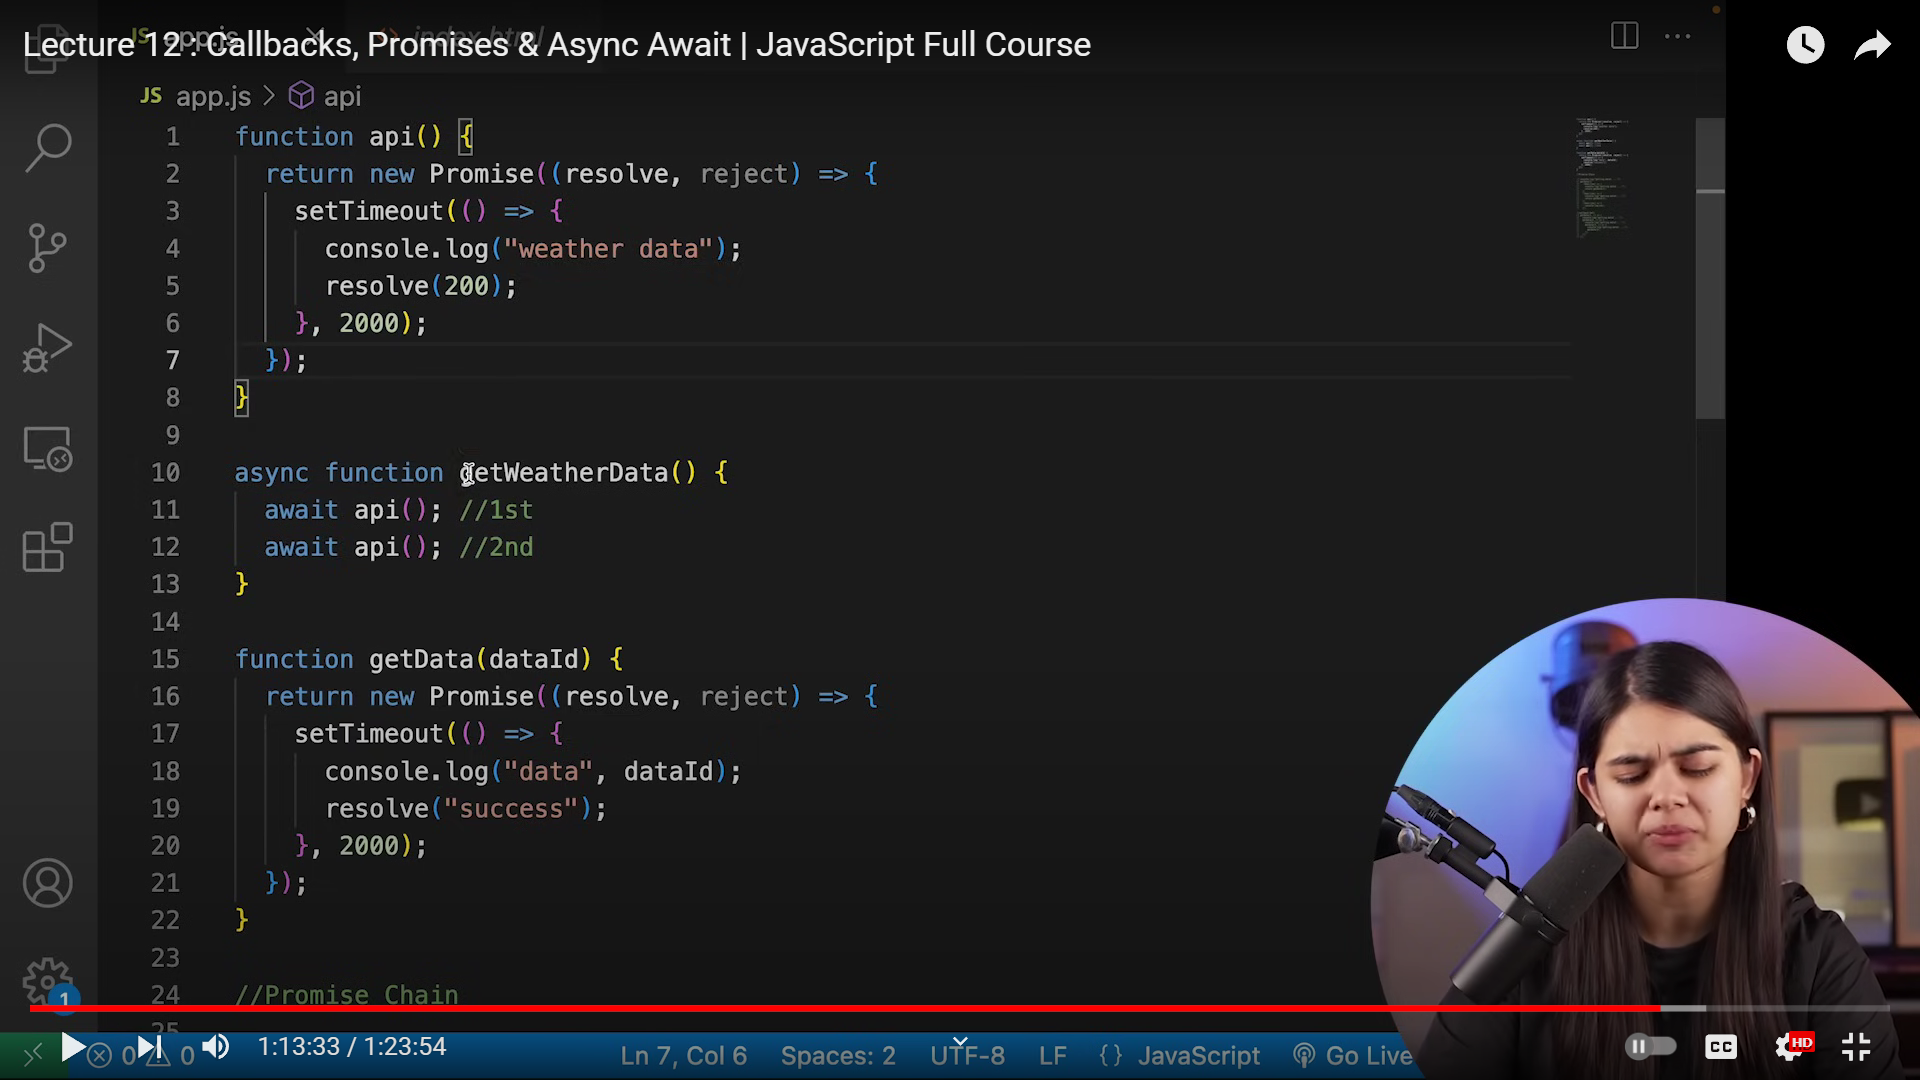 Lecture 12 : Callbacks, Promises & Async Await | JavaScript Full Course
JS app.js > api
1 function api() {
2 return new Promise((resolve, reject) => {
3 setTimeout(() => {
4 console.log("weather data");
5 resolve(200);
6 }, 2000);
7 });
8 }
9
10 async function getWeatherData() {
11 await api(); //1st
12 await api(); //2nd
13 }
14
15 function getData(dataId) {
16 return new Promise((resolve, reject) => {
17 setTimeout(() => {
18 console.log("data", dataId);
19 resolve("success");
20 }, 2000);
21 });
22 }
23
24 //Promise Chain
25
1
1:13:33 / 1:23:54
0 0 Ln 7, Col 6 Spaces: 2 UTF-8 LF {} JavaScript Go Live
CC HD